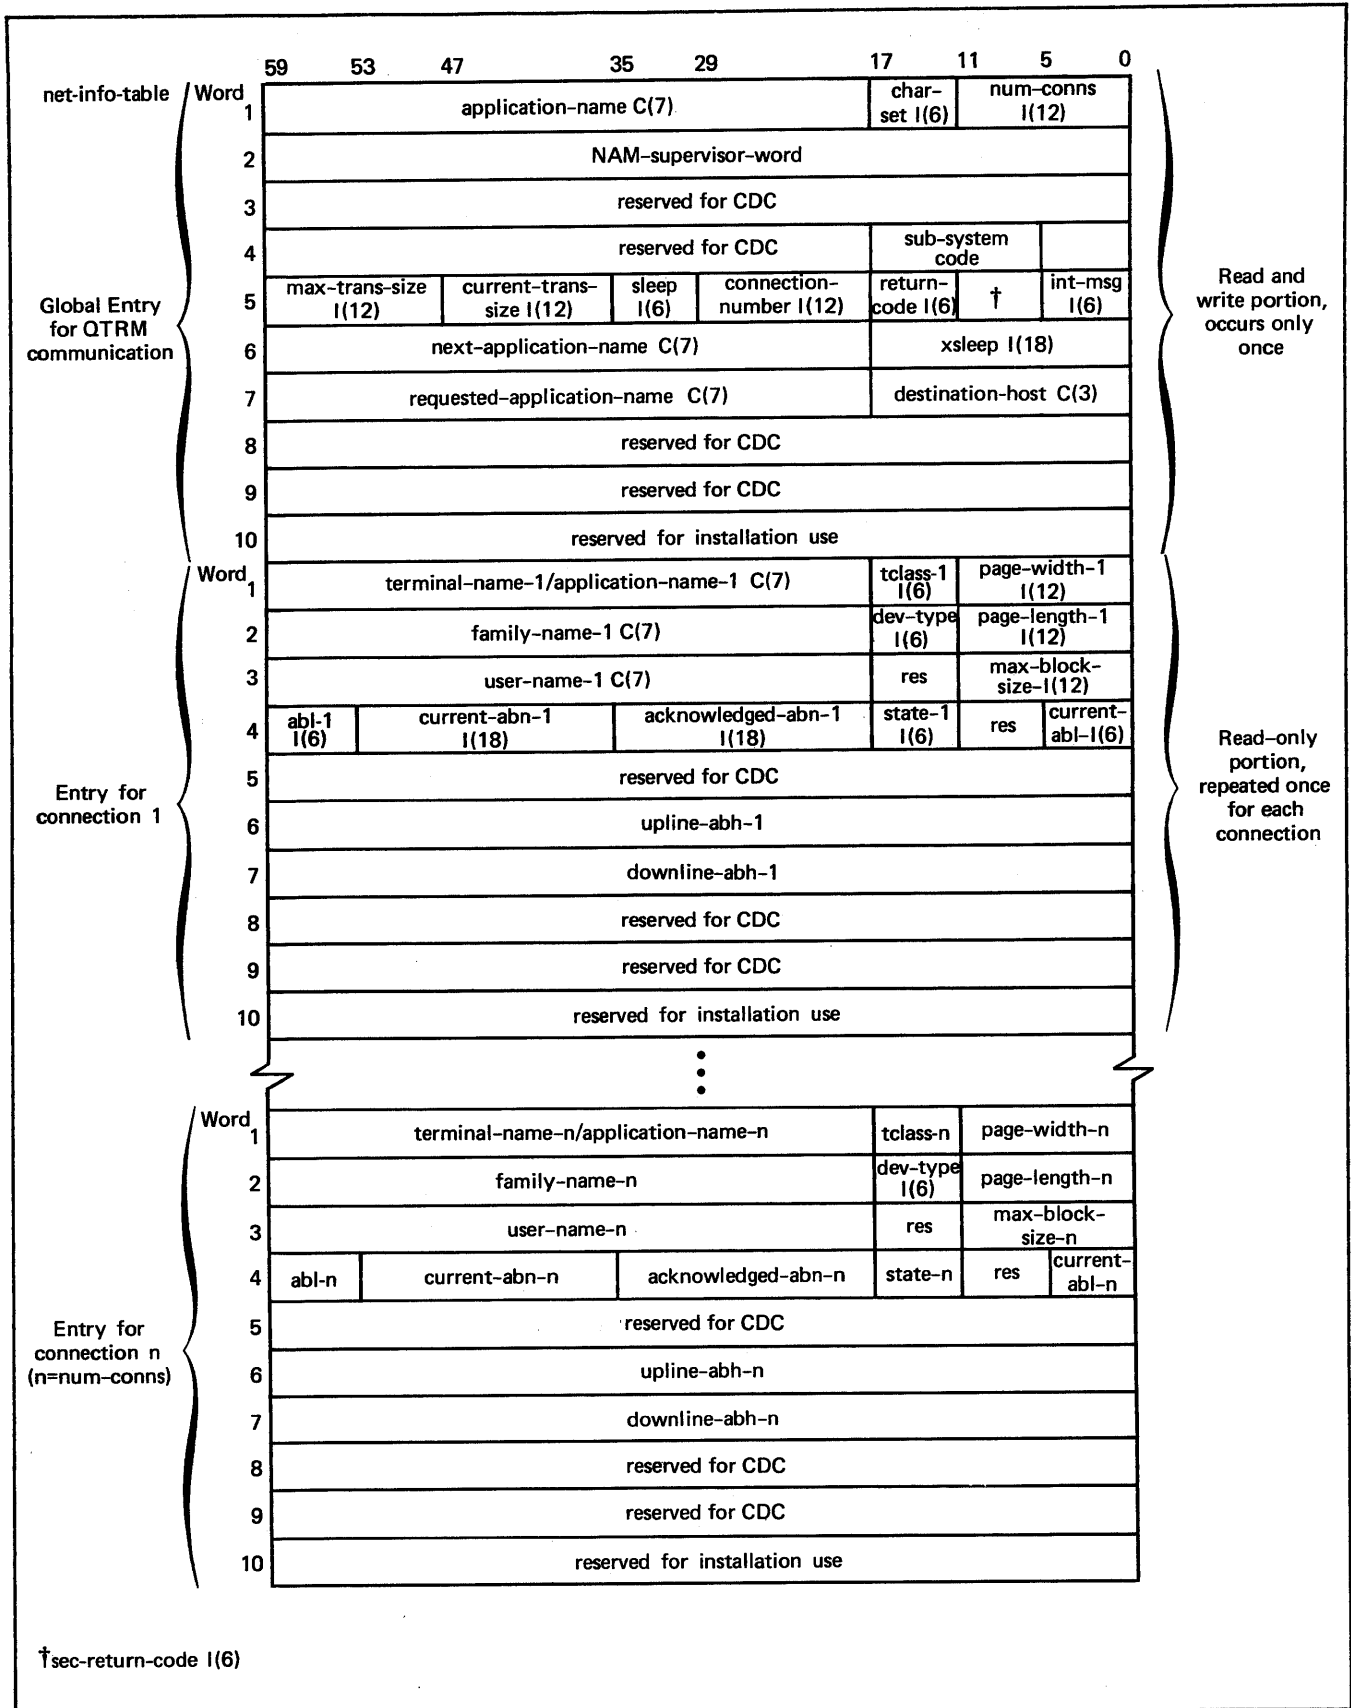 59 53 47 35 29 17 11 5 0
net-info-table
Word
1 application-name C(7) char-set I(6) num-conns I(12)
2 NAM-supervisor-word
3 reserved for CDC
4 reserved for CDC sub-system code
5 max-trans-size I(12) current-trans-size I(12) sleep I(6) connection-number I(12) return-code I(6) † int-msg I(6)
6 next-application-name C(7) xsleep I(18)
7 requested-application-name C(7) destination-host C(3)
8 reserved for CDC
9 reserved for CDC
10 reserved for installation use
Global Entry
for QTRM
communication
Read and
write portion,
occurs only
once
Word
1 terminal-name-1/application-name-1 C(7) tclass-1 I(6) page-width-1 I(12)
2 family-name-1 C(7) dev-type I(6) page-length-1 I(12)
3 user-name-1 C(7) res max-block-size-I(12)
4 abl-1 I(6) current-abn-1 I(18) acknowledged-abn-1 I(18) state-1 I(6) res current-abl-I(6)
5 reserved for CDC
6 upline-abh-1
7 downline-abh-1
8 reserved for CDC
9 reserved for CDC
10 reserved for installation use
Entry for
connection 1
Read-only
portion,
repeated once
for each
connection
Word
1 terminal-name-n/application-name-n tclass-n page-width-n
2 family-name-n dev-type I(6) page-length-n
3 user-name-n res max-block-size-n
4 abl-n current-abn-n acknowledged-abn-n state-n res current-abl-n
5 reserved for CDC
6 upline-abh-n
7 downline-abh-n
8 reserved for CDC
9 reserved for CDC
10 reserved for installation use
Entry for
connection n
(n=num-conns)
†sec-return-code I(6)